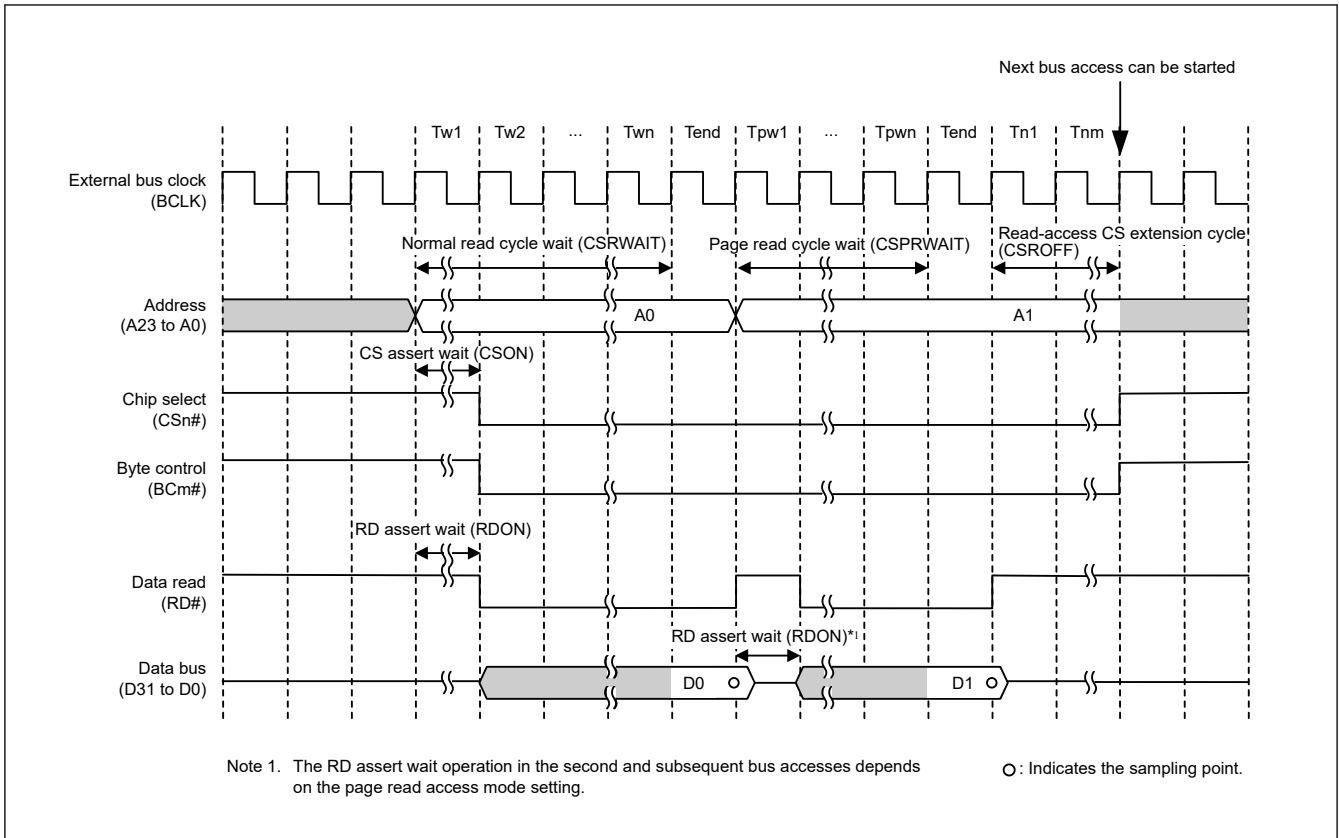 Next bus access can be started
Tw1 Tw2 ... Twn Tend Tpw1 ... Tpwn Tend Tn1 Tnm
External bus clock
(BCLK)
Normal read cycle wait (CSRWAIT)
Page read cycle wait (CSPRWAIT)
Read-access CS extension cycle
(CSROFF)
Address
(A23 to A0)
A0
A1
CS assert wait (CSON)
Chip select
(CSn#)
Byte control
(BCm#)
RD assert wait (RDON)
Data read
(RD#)
RD assert wait (RDON)*1
Data bus
(D31 to D0)
D0
D1
Note 1. The RD assert wait operation in the second and subsequent bus accesses depends
on the page read access mode setting.
: Indicates the sampling point.